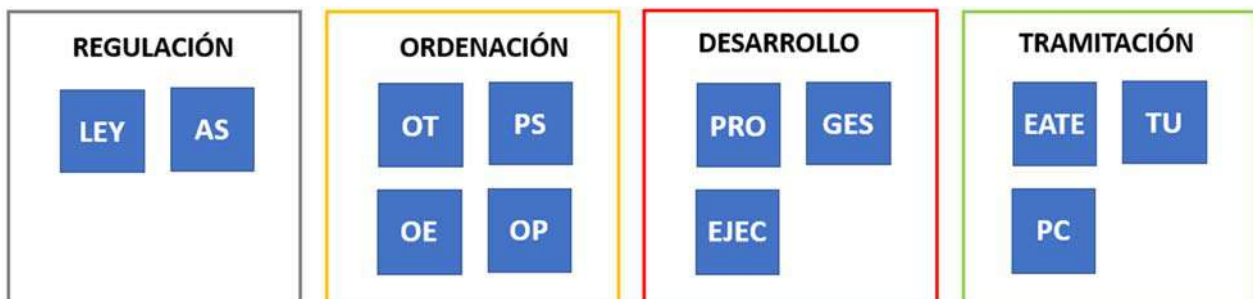 REGULACIÓN
LEY AS
ORDENACIÓN
OT PS
OE OP
DESARROLLO
PRO GES
EJEC
TRAMITACIÓN
EATE TU
PC